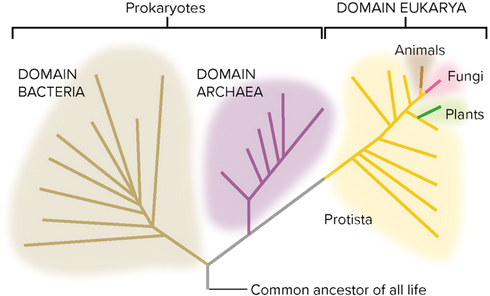 Prokaryotes
DOMAIN EUKARYA
DOMAIN
BACTERIA
DOMAIN
ARCHAEA
Animals
Fungi
Plants
Protista
Common ancestor of all life